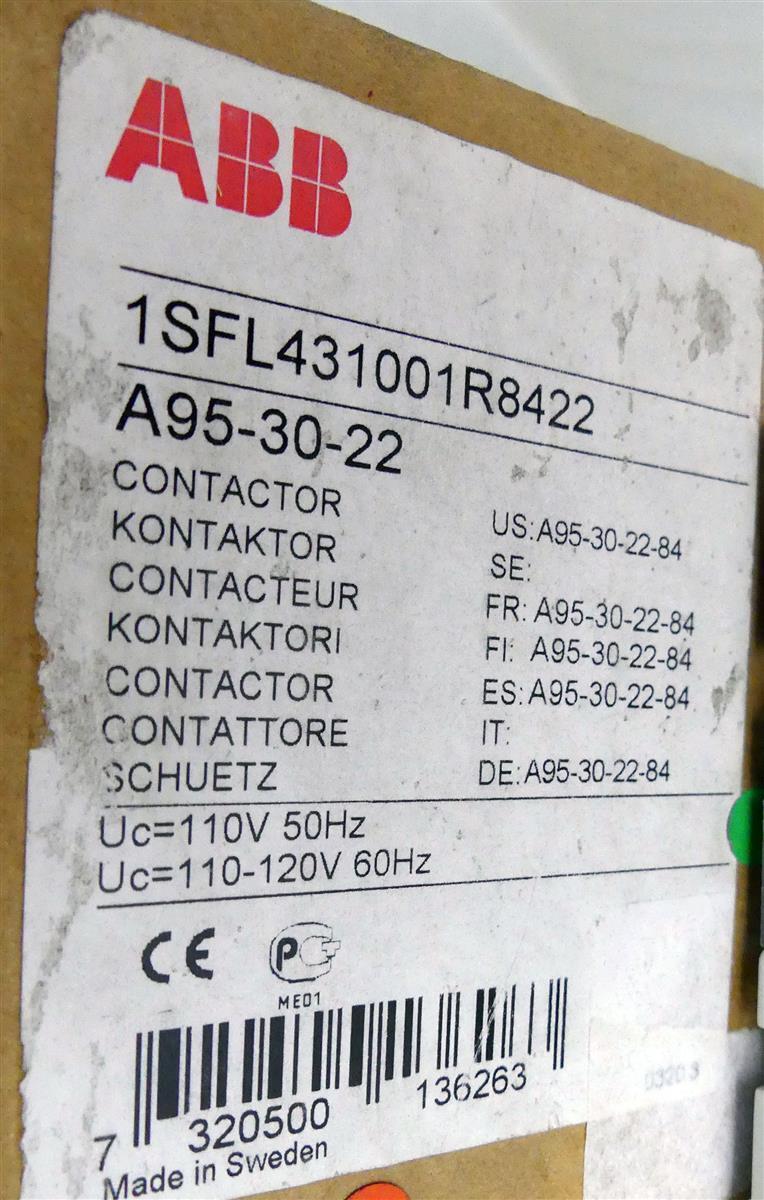 ABB
1SFL431001R8422
A95-30-22
CONTACTOR
KONTAKTOR
CONTACTEUR
KONTAKTORI
CONTACTOR
CONTATTORE
SCHUETZ
US:A95-30-22-84
SE:
FR: A95-30-22-84
FI: A95-30-22-84
ES:A95-30-22-84
IT:
DE:A95-30-22-84
Uc=110V 50Hz
Uc=110-120V 60Hz
CE
ME01
7 320500 136263
Made in Sweden